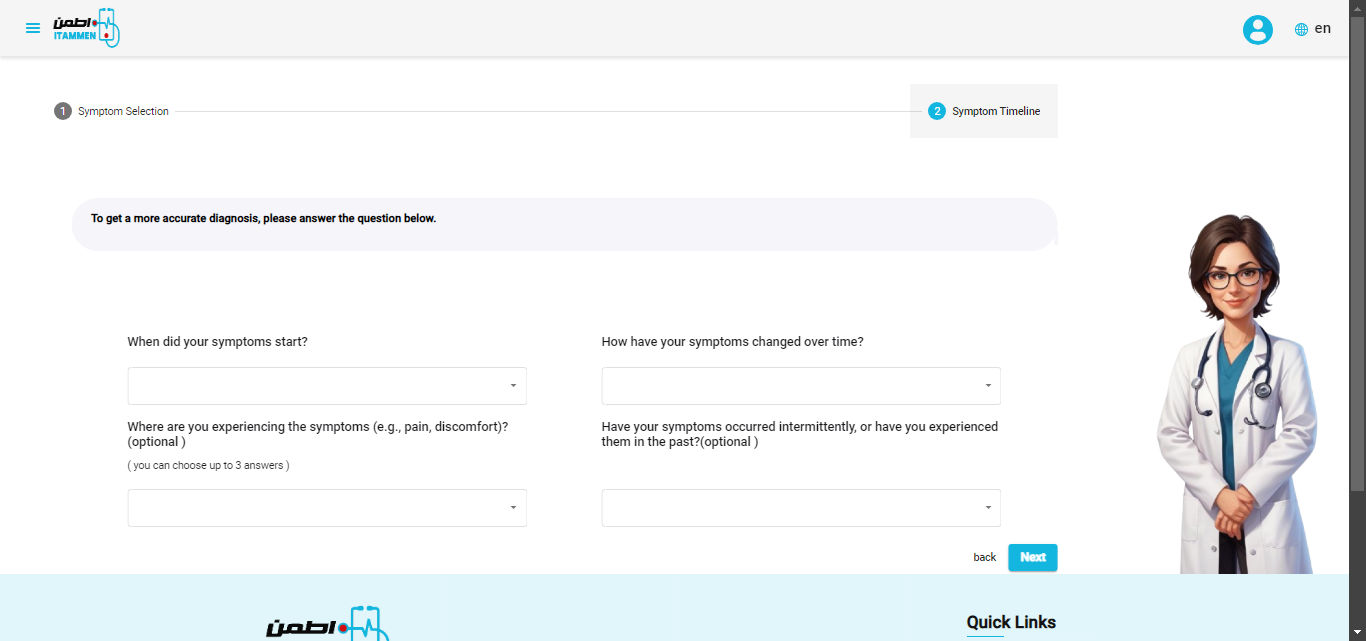 اطمن
ITAMMEN
en
1 Symptom Selection
2 Symptom Timeline
To get a more accurate diagnosis, please answer the question below.
When did your symptoms start?
How have your symptoms changed over time?
Where are you experiencing the symptoms (e.g., pain, discomfort)?
(optional )
( you can choose up to 3 answers )
Have your symptoms occurred intermittently, or have you experienced
them in the past?(optional )
back
Next
اطمن
Quick Links